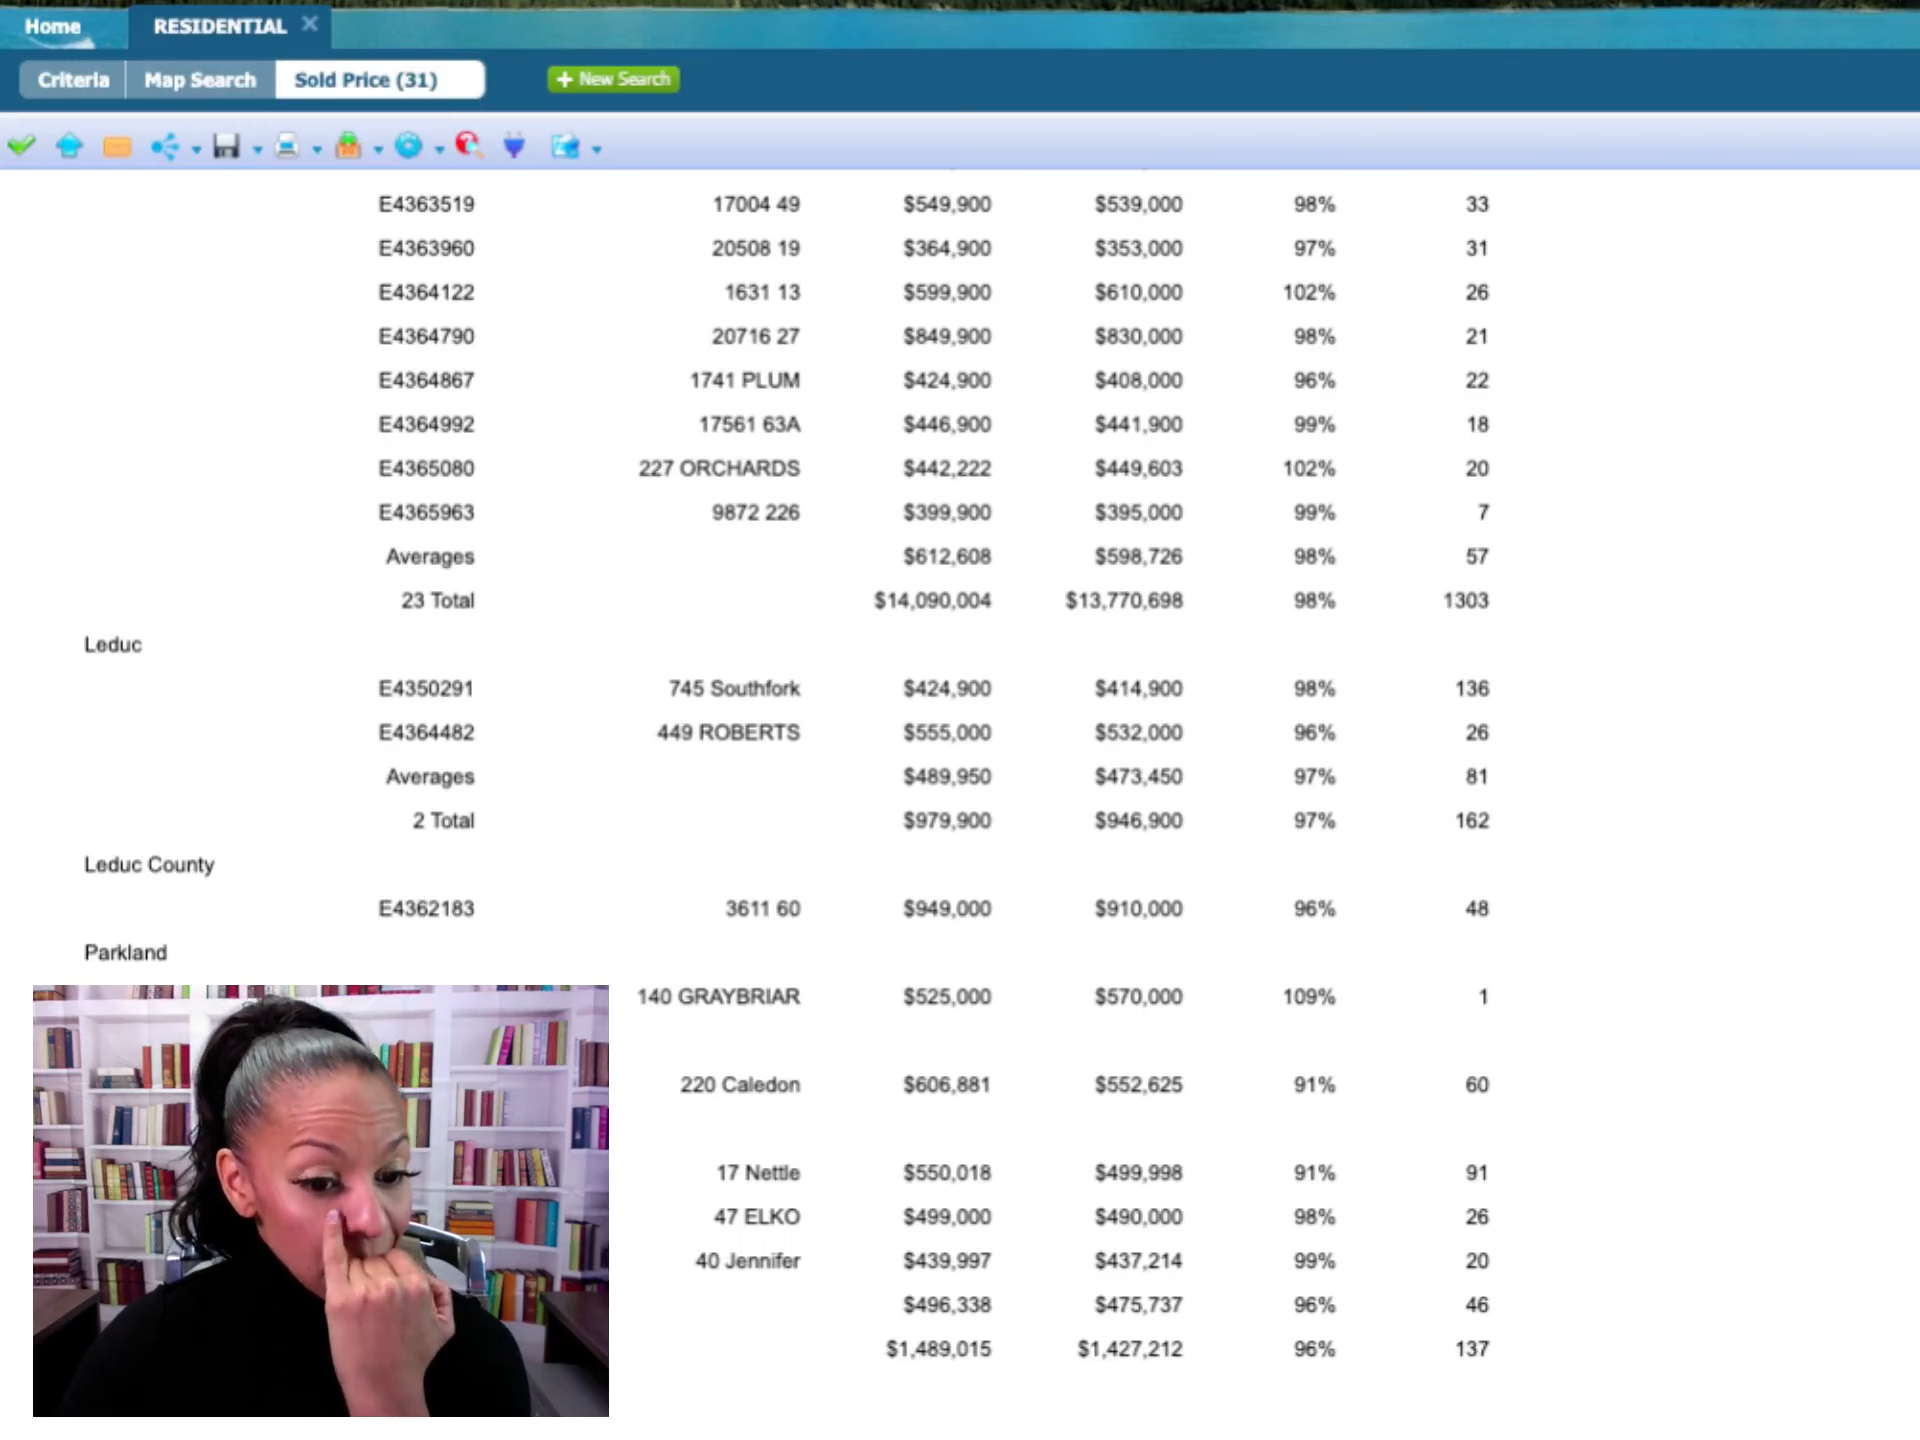 Home RESIDENTIAL
Criteria Map Search Sold Price (31) + New Search
E4363519 17004 49 $549,900 $539,000 98% 33
E4363960 20508 19 $364,900 $353,000 97% 31
E4364122 1631 13 $599,900 $610,000 102% 26
E4364790 20716 27 $849,900 $830,000 98% 21
E4364867 1741 PLUM $424,900 $408,000 96% 22
E4364992 17561 63A $446,900 $441,900 99% 18
E4365080 227 ORCHARDS $442,222 $449,603 102% 20
E4365963 9872 226 $399,900 $395,000 99% 7
Averages $612,608 $598,726 98% 57
23 Total $14,090,004 $13,770,698 98% 1303
Leduc
E4350291 745 Southfork $424,900 $414,900 98% 136
E4364482 449 ROBERTS $555,000 $532,000 96% 26
Averages $489,950 $473,450 97% 81
2 Total $979,900 $946,900 97% 162
Leduc County
E4362183 3611 60 $949,000 $910,000 96% 48
Parkland
140 GRAYBRIAR $525,000 $570,000 109% 1
220 Caledon $606,881 $552,625 91% 60
17 Nettle $550,018 $499,998 91% 91
47 ELKO $499,000 $490,000 98% 26
40 Jennifer $439,997 $437,214 99% 20
$496,338 $475,737 96% 46
$1,489,015 $1,427,212 96% 137